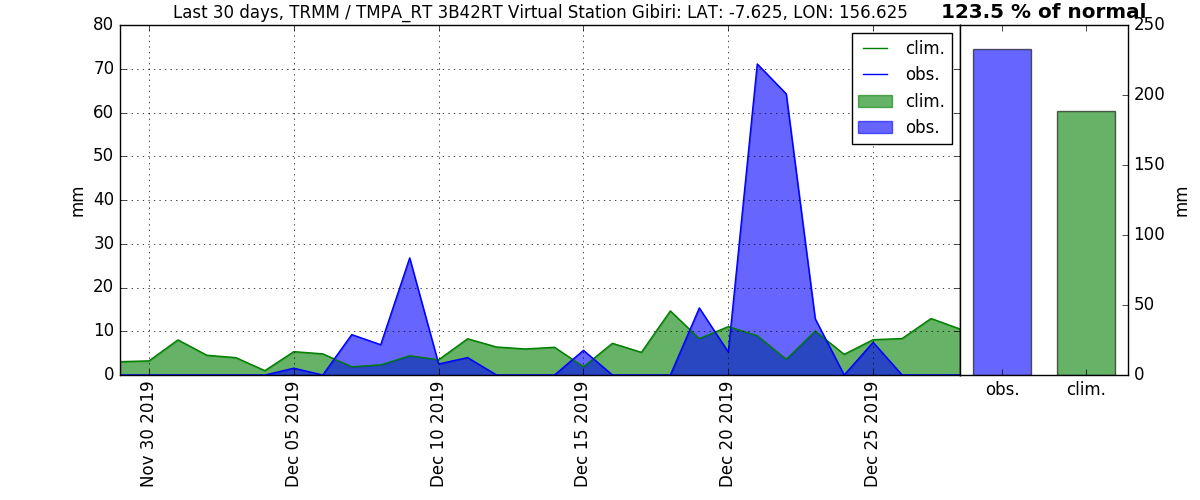 Last 30 days, TRMM / TMPA_RT 3B42RT Virtual Station Gibiri: LAT: -7.625, LON: 156.625
123.5 % of normal
80
70
60
50
40
30
20
10
0
mm
clim.
obs.
clim.
obs.
Nov 30 2019
Dec 05 2019
Dec 10 2019
Dec 15 2019
Dec 20 2019
Dec 25 2019
250
200
150
100
50
0
mm
obs.
clim.